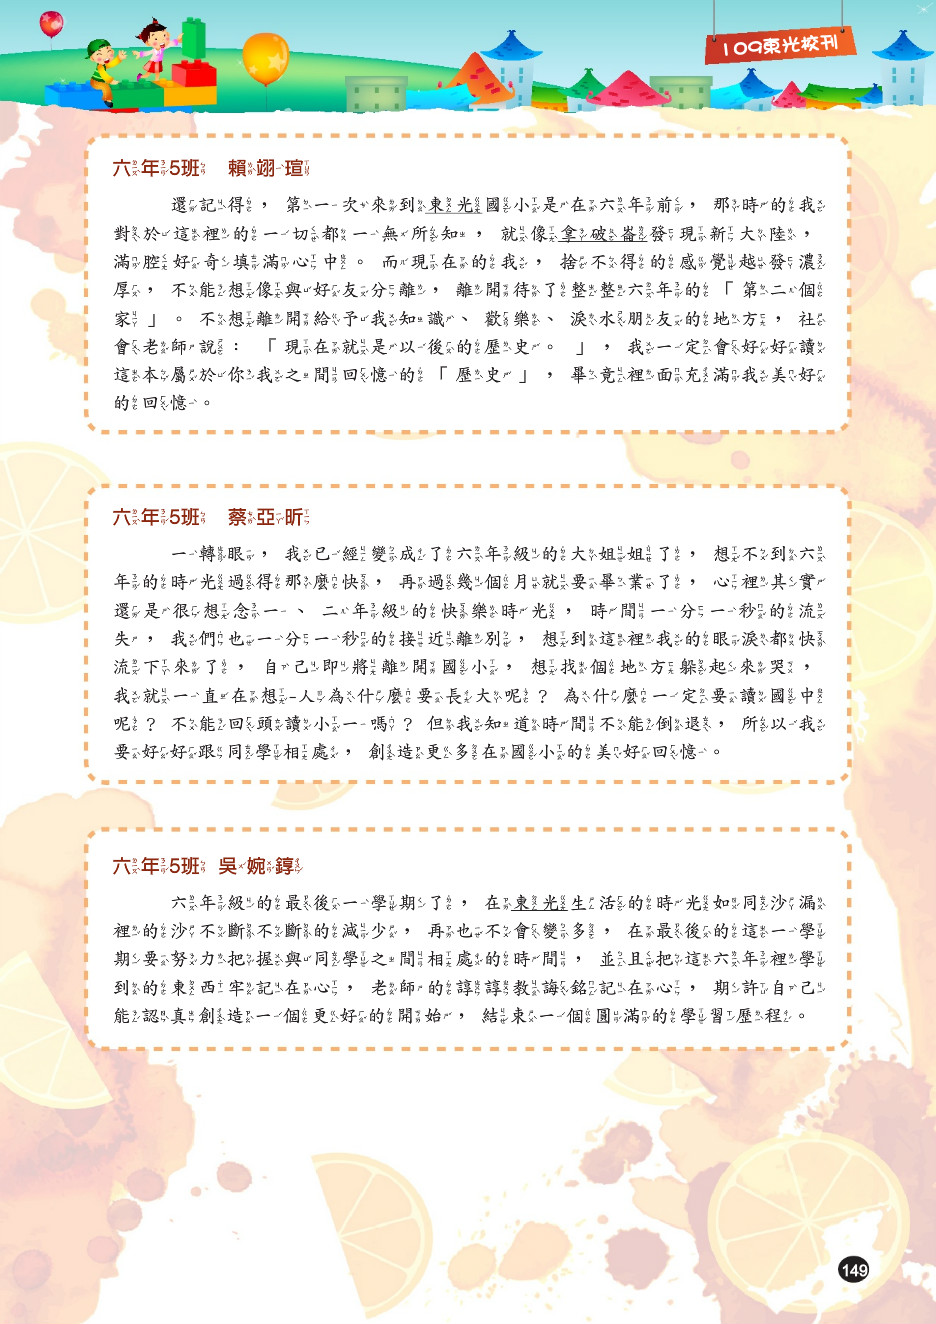 109東光校刊
六年5班 賴翊瑄
還記得，第一次來到東光國小是在六年前，那時的我
對於這裡的一切都一無所知，就像拿破崙發現新大陸，
滿腔好奇填滿心中。而現在的我，捨不得的感覺越發濃
厚，不能想像與好友分離，離開待了整整六年的「第二個
家」。不想離開給予我知識、歡樂、淚水朋友的地方，社
會老師說：「現在就是以後的歷史。」，我一定會好好讀
這本屬於你我之間回憶的「歷史」，畢竟裡面充滿我美好
的回憶。
六年5班 蔡亞昕
一轉眼，我已經變成了六年級的大姐姐了，想不到六
年的時光過得那麼快，再過幾個月就要畢業了，心裡其實
還是很想念一、二年級的快樂時光，時間一分一秒的流
失，我們也一分一秒的接近離別，想到這裡我的眼淚都快
流下來了，自己即將離開國小，想找個地方躲起來哭，
我就一直在想人為什麼要長大呢？為什麼一定要讀國中
呢？不能回頭讀小一嗎？但我知道時間不能倒退，所以我
要好好跟同學相處，創造更多在國小的美好回憶。
六年5班 吳婉錞
六年級的最後一學期了，在東光生活的時光如同沙漏
裡的沙不斷不斷的減少，再也不會變多，在最後的這一學
期要努力把握與同學之間相處的時間，並且把這六年裡學
到的東西牢記在心，老師的諄諄教誨銘記在心，期許自己
能認真創造一個更好的開始，結束一個圓滿的學習歷程。
149